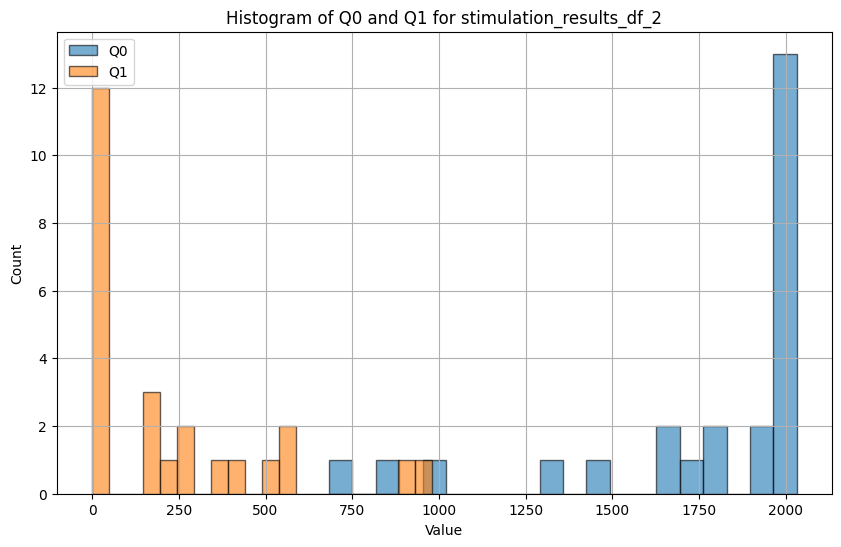 Histogram of Q0 and Q1 for stimulation_results_df_2
Q0
Q1
Count
12
10
8
6
4
2
0
0 250 500 750 1000 1250 1500 1750 2000
Value